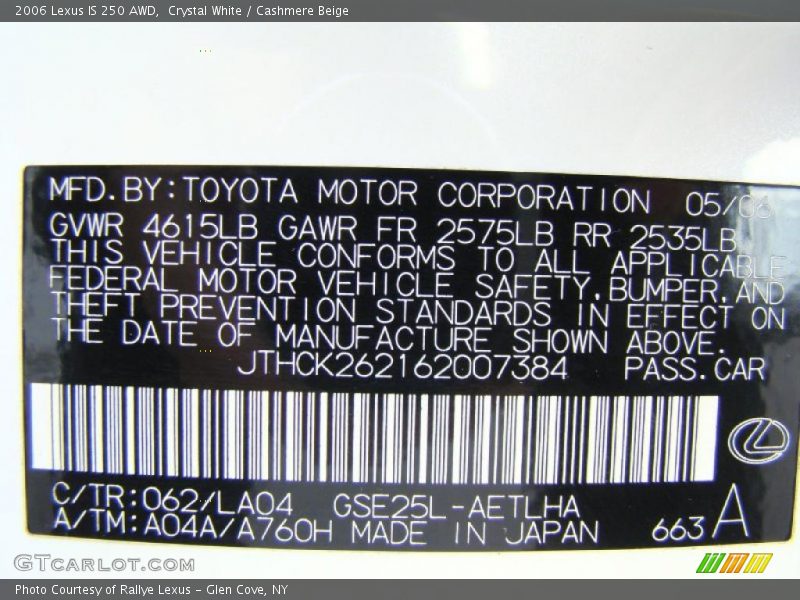 2006 Lexus IS 250 AWD,  Crystal White / Cashmere Beige
MFD.BY:TOYOTA MOTOR CORPORATION 05/06
GVWR 4615LB GAWR FR 2575LB RR 2535LB
THIS VEHICLE CONFORMS TO ALL APPLICABLE
FEDERAL MOTOR VEHICLE SAFETY,BUMPER,AND
THEFT PREVENTION STANDARDS IN EFFECT ON
THE DATE OF MANUFACTURE SHOWN ABOVE.
JTHCK262162007384 PASS.CAR
C/TR:062/LA04 GSE25L-AETLHA
A/TM:A04A/A760H MADE IN JAPAN 663 A
GTCARLOT.COM
Photo Courtesy of Rallye Lexus - Glen Cove, NY